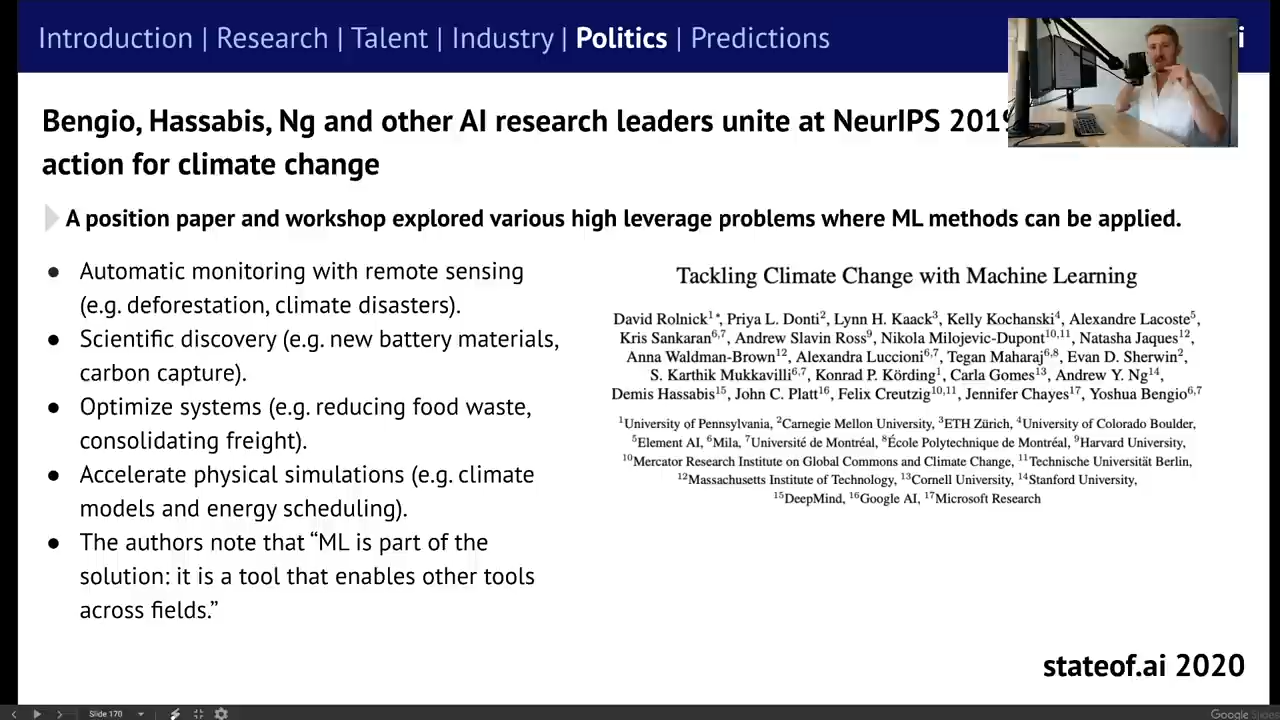 Introduction | Research | Talent | Industry | Politics | Predictions
i
Bengio, Hassabis, Ng and other AI research leaders unite at NeurIPS 2019
action for climate change
A position paper and workshop explored various high leverage problems where ML methods can be applied.
● Automatic monitoring with remote sensing
(e.g. deforestation, climate disasters).
● Scientific discovery (e.g. new battery materials,
carbon capture).
● Optimize systems (e.g. reducing food waste,
consolidating freight).
● Accelerate physical simulations (e.g. climate
models and energy scheduling).
● The authors note that “ML is part of the
solution: it is a tool that enables other tools
across fields.”
Tackling Climate Change with Machine Learning
David Rolnick¹*, Priya L. Donti², Lynn H. Kaack³, Kelly Kochanski⁴, Alexandre Lacoste⁵,
Kris Sankaran⁶,⁷, Andrew Slavin Ross⁹, Nikola Milojevic-Dupont¹⁰,¹¹, Natasha Jaques¹²,
Anna Waldman-Brown¹², Alexandra Luccioni⁶,⁷, Tegan Maharaj⁶,⁸, Evan D. Sherwin²,
S. Karthik Mukkavilli⁶,⁷, Konrad P. Körding¹, Carla Gomes¹³, Andrew Y. Ng¹⁴,
Demis Hassabis¹⁵, John C. Platt¹⁶, Felix Creutzig¹⁰,¹¹, Jennifer Chayes¹⁷, Yoshua Bengio⁶,⁷
¹University of Pennsylvania, ²Carnegie Mellon University, ³ETH Zürich, ⁴University of Colorado Boulder,
⁵Element AI, ⁶Mila, ⁷Université de Montréal, ⁸École Polytechnique de Montréal, ⁹Harvard University,
¹⁰Mercator Research Institute on Global Commons and Climate Change, ¹¹Technische Universität Berlin,
¹²Massachusetts Institute of Technology, ¹³Cornell University, ¹⁴Stanford University,
¹⁵DeepMind, ¹⁶Google AI, ¹⁷Microsoft Research
stateof.ai 2020
Slide 170
Google Slides